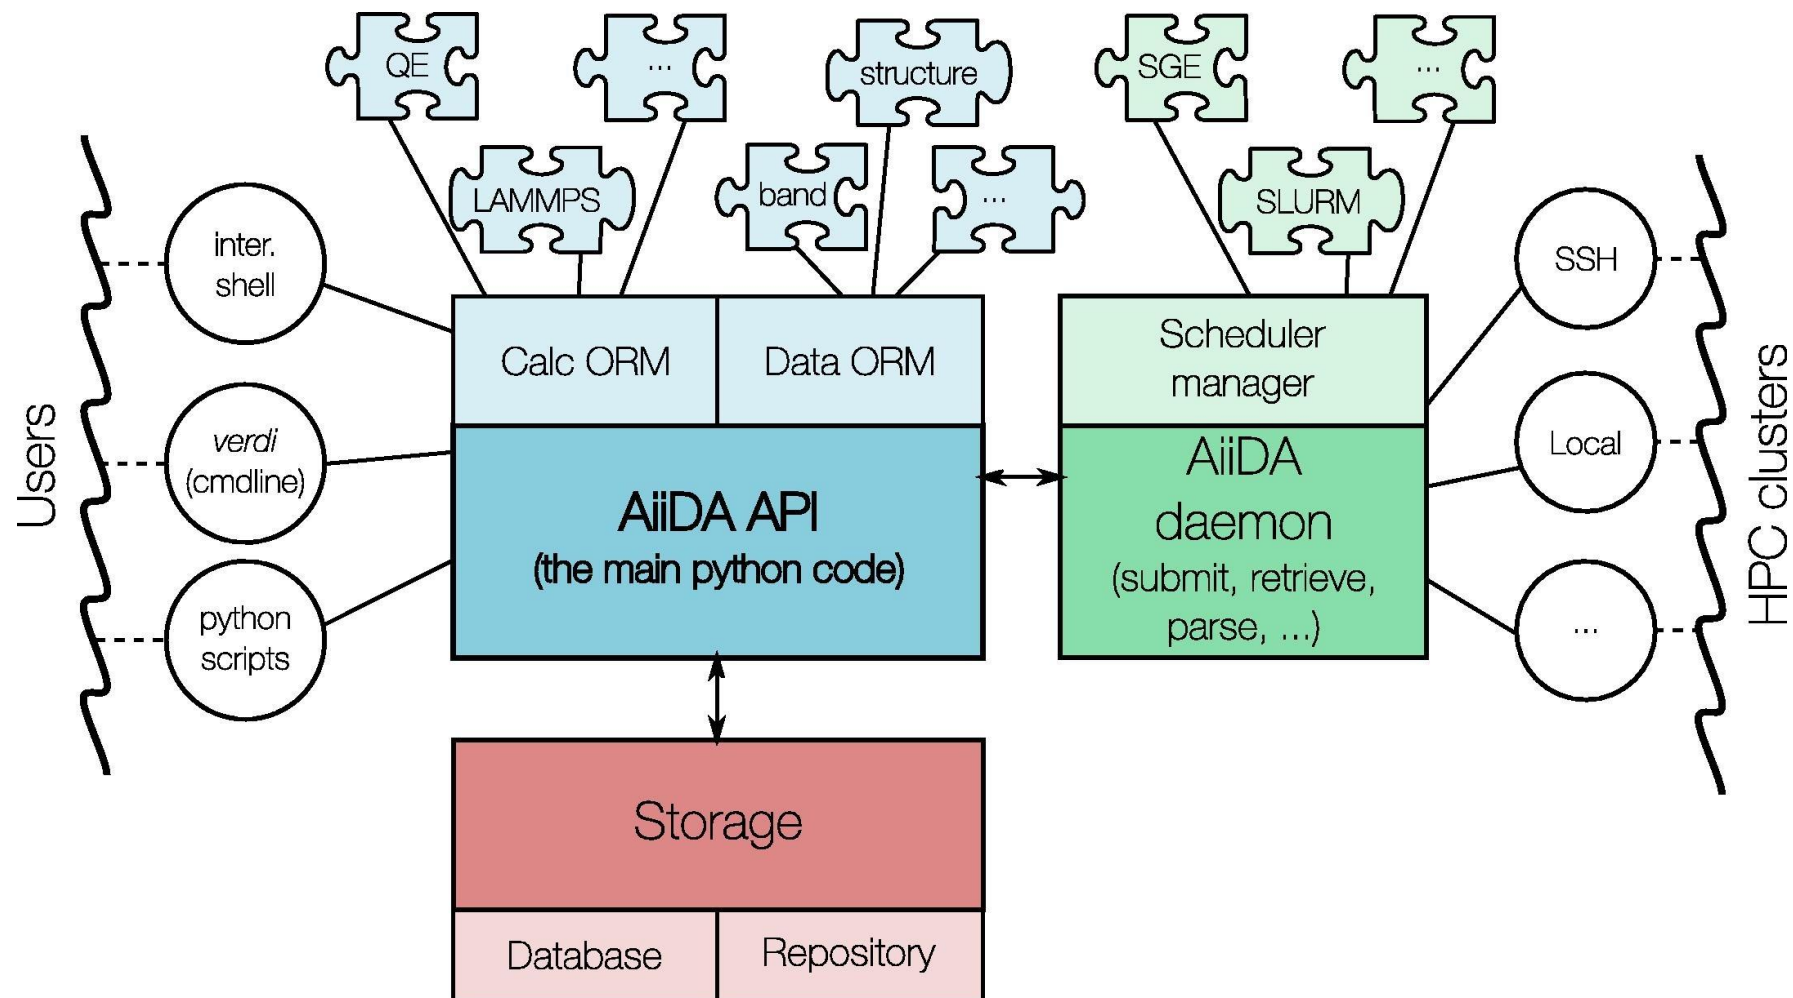 QE
...
structure
SGE
...
LAMMPS
band
...
SLURM
Users
inter.
shell
verdi
(cmdline)
python
scripts
Calc ORM
Data ORM
AiiDA API
(the main python code)
Scheduler
manager
AiiDA
daemon
(submit, retrieve,
parse, ...)
SSH
Local
...
HPC clusters
Storage
Database
Repository